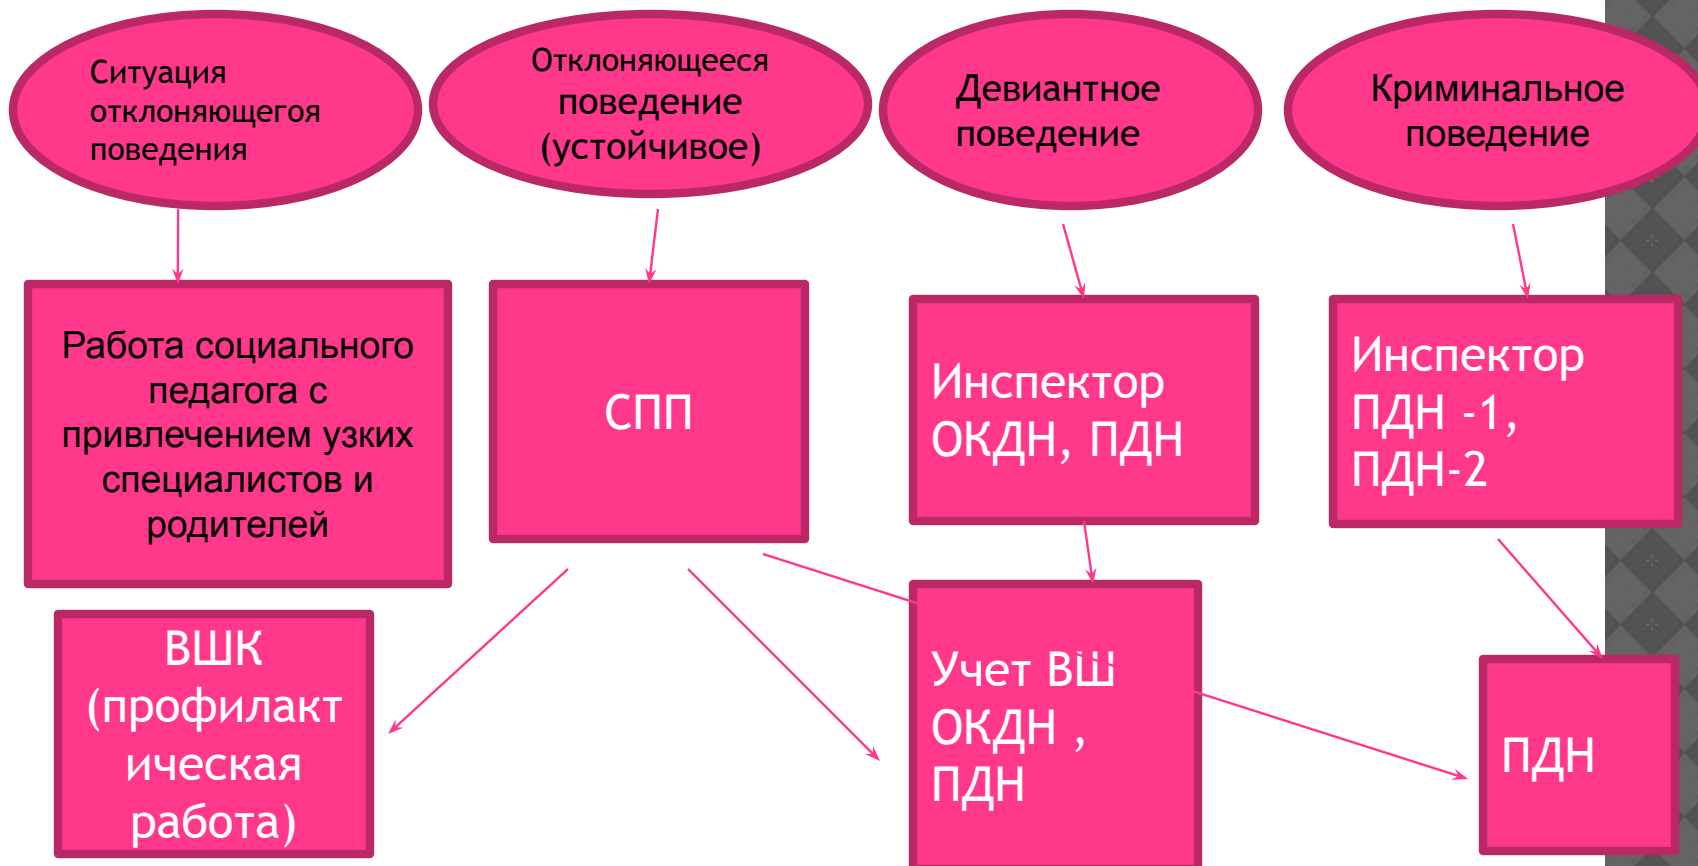 Ситуация
отклоняющегоя
поведения
Отклоняющееся
поведение
(устойчивое)
Девиантное
поведение
Криминальное
поведение
Работа социального
педагога с
привлечением узких
специалистов и
родителей
СПП
Инспектор
ОКДН, ПДН
Инспектор
ПДН -1,
ПДН-2
ВШК
(профилакт
ическая
работа)
Учет ВШ
ОКДН ,
ПДН
ПДН